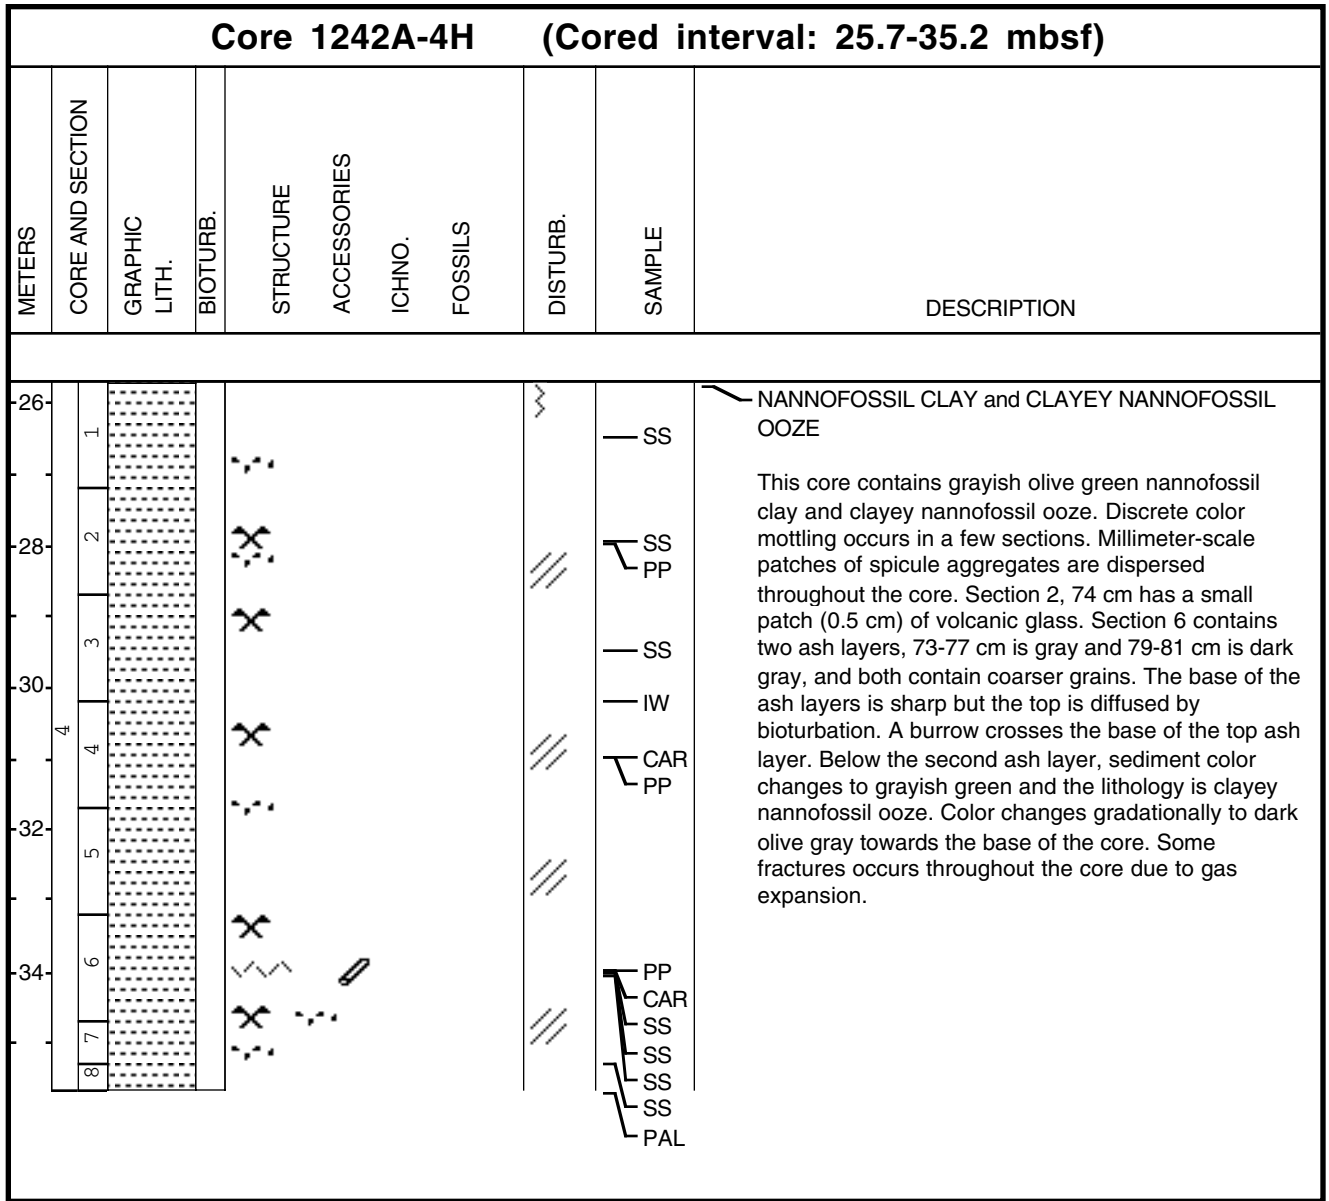 Core 1242A-4H (Cored interval: 25.7-35.2 mbsf)
METERS
CORE AND SECTION
GRAPHIC
LITH.
BIOTURB.
STRUCTURE
ACCESSORIES
ICHNO.
FOSSILS
DISTURB.
SAMPLE
DESCRIPTION
26
28
30
32
34
4
1
2
3
4
5
6
7
8
SS
SS
PP
SS
IW
CAR
PP
PP
CAR
SS
SS
SS
SS
PAL
NANNOFOSSIL CLAY and CLAYEY NANNOFOSSIL
OOZE
This core contains grayish olive green nannofossil
clay and clayey nannofossil ooze. Discrete color
mottling occurs in a few sections. Millimeter-scale
patches of spicule aggregates are dispersed
throughout the core. Section 2, 74 cm has a small
patch (0.5 cm) of volcanic glass. Section 6 contains
two ash layers, 73-77 cm is gray and 79-81 cm is dark
gray, and both contain coarser grains. The base of the
ash layers is sharp but the top is diffused by
bioturbation. A burrow crosses the base of the top ash
layer. Below the second ash layer, sediment color
changes to grayish green and the lithology is clayey
nannofossil ooze. Color changes gradationally to dark
olive gray towards the base of the core. Some
fractures occurs throughout the core due to gas
expansion.